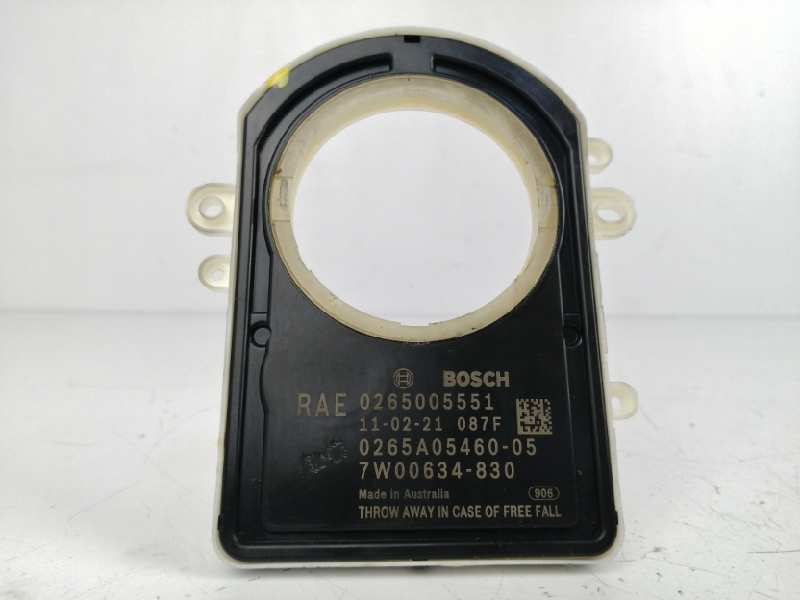 BOSCH
RAE 0265005551
11-02-21 087F
0265A05460-05
7W00634-830
Made in Australia 906
THROW AWAY IN CASE OF FREE FALL